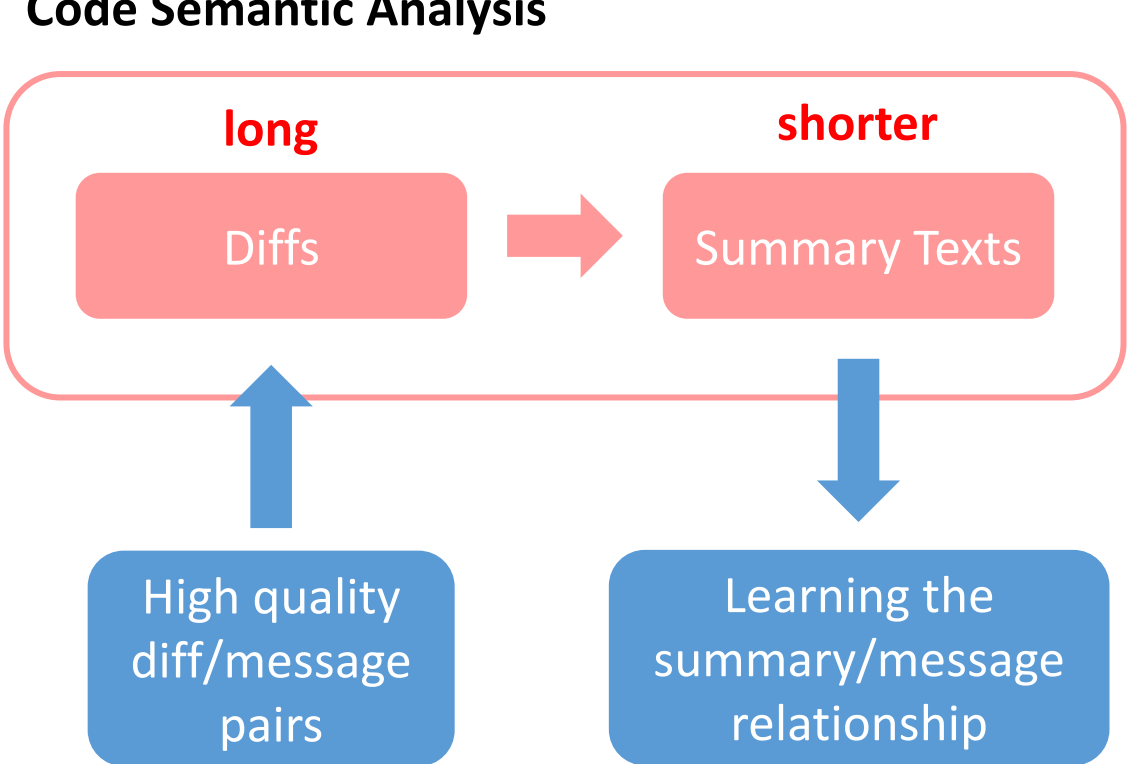 Code Semantic Analysis
long
shorter
Diffs
Summary Texts
High quality
diff/message
pairs
Learning the
summary/message
relationship